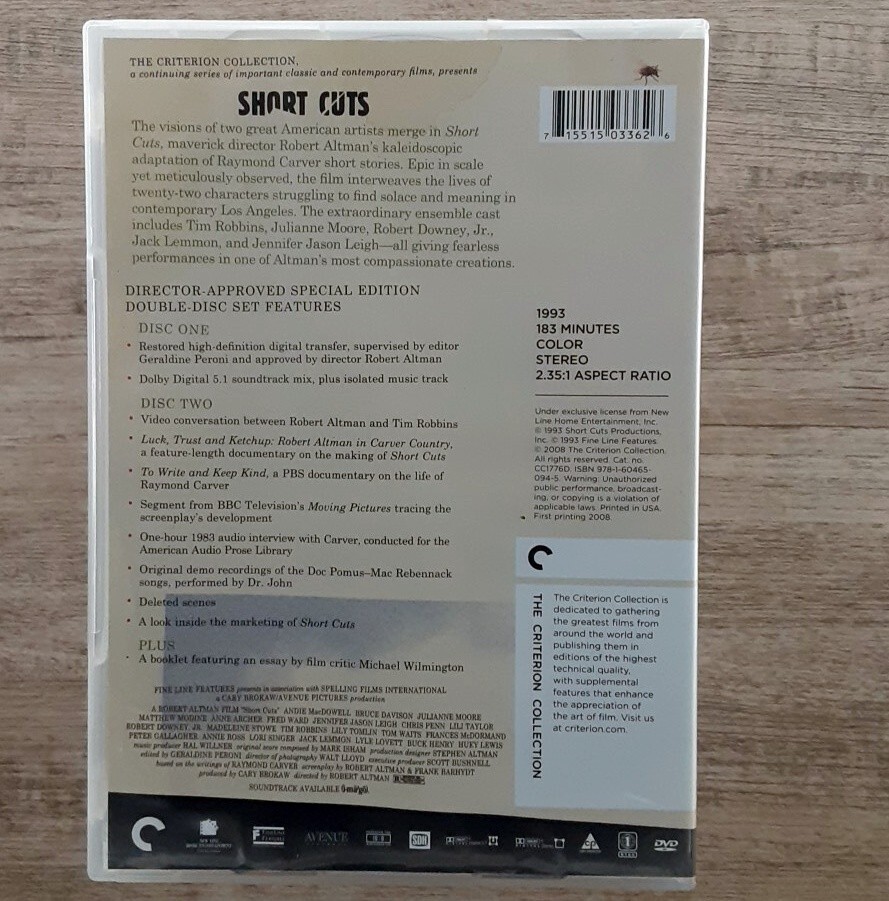 THE CRITERION COLLECTION,
a continuing series of important classic and contemporary films, presents
SHORT CUTS
The visions of two great American artists merge in Short
Cuts, maverick director Robert Altman's kaleidoscopic
adaptation of Raymond Carver short stories. Epic in scale
yet meticulously observed, the film interweaves the lives of
twenty-two characters struggling to find solace and meaning in
contemporary Los Angeles. The extraordinary ensemble cast
includes Tim Robbins, Julianne Moore, Robert Downey, Jr.,
Jack Lemmon, and Jennifer Jason Leigh—all giving fearless
performances in one of Altman's most compassionate creations.
DIRECTOR-APPROVED SPECIAL EDITION
DOUBLE-DISC SET FEATURES
DISC ONE
• Restored high-definition digital transfer, supervised by editor
Geraldine Peroni and approved by director Robert Altman
• Dolby Digital 5.1 soundtrack mix, plus isolated music track
DISC TWO
• Video conversation between Robert Altman and Tim Robbins
• Luck, Trust and Ketchup: Robert Altman in Carver Country,
a feature-length documentary on the making of Short Cuts
• To Write and Keep Kind, a PBS documentary on the life of
Raymond Carver
• Segment from BBC Television's Moving Pictures tracing the
screenplay's development
• One-hour 1983 audio interview with Carver, conducted for the
American Audio Prose Library
• Original demo recordings of the Doc Pomus–Mac Rebennack
songs, performed by Dr. John
• Deleted scenes
• A look inside the marketing of Short Cuts
PLUS
• A booklet featuring an essay by film critic Michael Wilmington
FINE LINE FEATURES presents in association with SPELLING FILMS INTERNATIONAL
a CARY BROKAW/AVENUE PICTURES production
A ROBERT ALTMAN FILM "Short Cuts" ANDIE MacDOWELL BRUCE DAVISON JULIANNE MOORE
MATTHEW MODINE ANNE ARCHER FRED WARD JENNIFER JASON LEIGH CHRIS PENN LILI TAYLOR
ROBERT DOWNEY, JR. MADELEINE STOWE TIM ROBBINS LILY TOMLIN TOM WAITS FRANCES McDORMAND
PETER GALLAGHER ANNIE ROSS LORI SINGER JACK LEMMON LYLE LOVETT BUCK HENRY HUEY LEWIS
music producer HAL WILLNER original score composed by MARK ISHAM production designer STEPHEN ALTMAN
edited by GERALDINE PERONI director of photography WALT LLOYD executive producer SCOTT BUSHNELL
based on the writings of RAYMOND CARVER screenplay by ROBERT ALTMAN & FRANK BARHYDT
produced by CARY BROKAW directed by ROBERT ALTMAN
SOUNDTRACK AVAILABLE
7 15515 03362 6
1993
183 MINUTES
COLOR
STEREO
2.35:1 ASPECT RATIO
Under exclusive license from New
Line Home Entertainment, Inc.
© 1993 Short Cuts Productions,
Inc. © 1993 Fine Line Features.
© 2008 The Criterion Collection.
All rights reserved. Cat. no.
CC1776D. ISBN 978-1-60465-
094-5. Warning: Unauthorized
public performance, broadcast-
ing, or copying is a violation of
applicable laws. Printed in USA.
First printing 2008.
THE CRITERION COLLECTION
The Criterion Collection is
dedicated to gathering
the greatest films from
around the world and
publishing them in
editions of the highest
technical quality,
with supplemental
features that enhance
the appreciation of
the art of film. Visit us
at criterion.com.
AVENUE
SDH
1
DVD